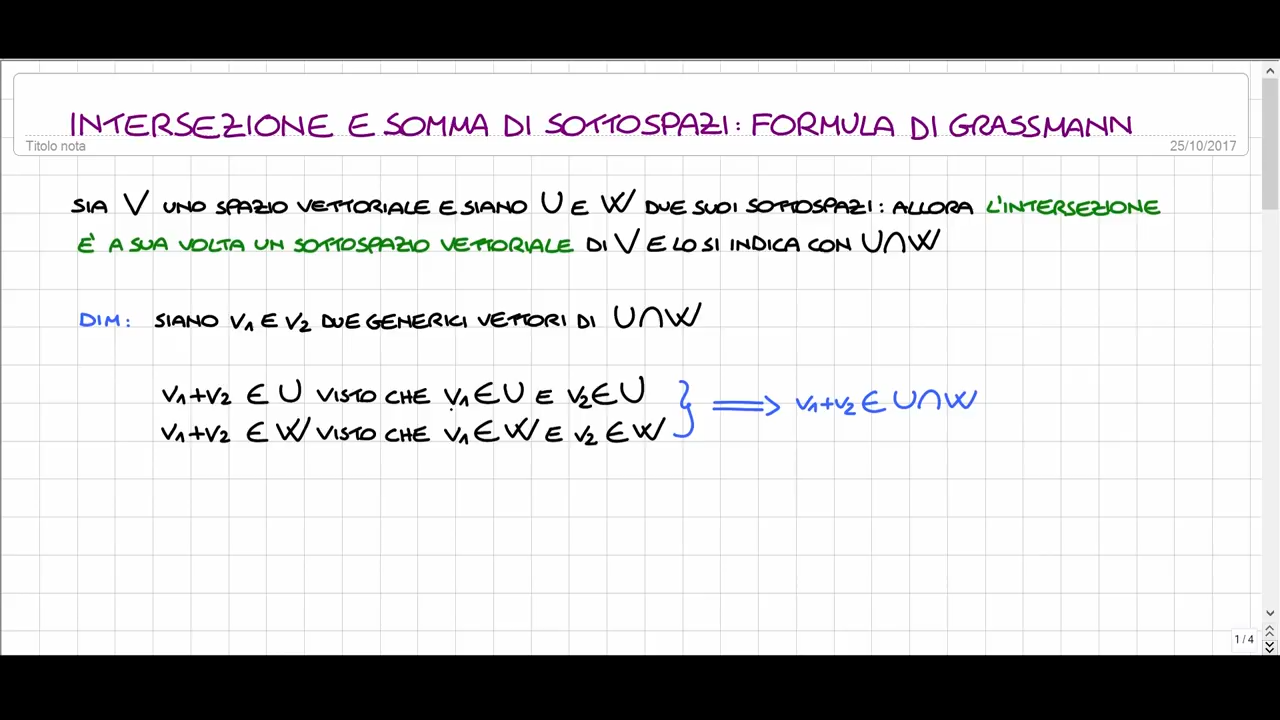 INTERSEZIONE E SOMMA DI SOTTOSPAZI: FORMULA DI GRASSMANN
Titolo nota 25/10/2017
SIA V UNO SPAZIO VETTORIALE E SIANO U E W DUE SUOI SOTTOSPAZI: ALLORA L'INTERSEZIONE
E' A SUA VOLTA UN SOTTOSPAZIO VETTORIALE DI V E LO SI INDICA CON U∩W
DIM: SIANO v₁ E v₂ DUE GENERICI VETTORI DI U∩W
v₁+v₂ ∈ U VISTO CHE v₁∈U E v₂∈U
v₁+v₂ ∈ W VISTO CHE v₁∈W E v₂∈W
} ⟹ v₁+v₂ ∈ U∩W
1/4